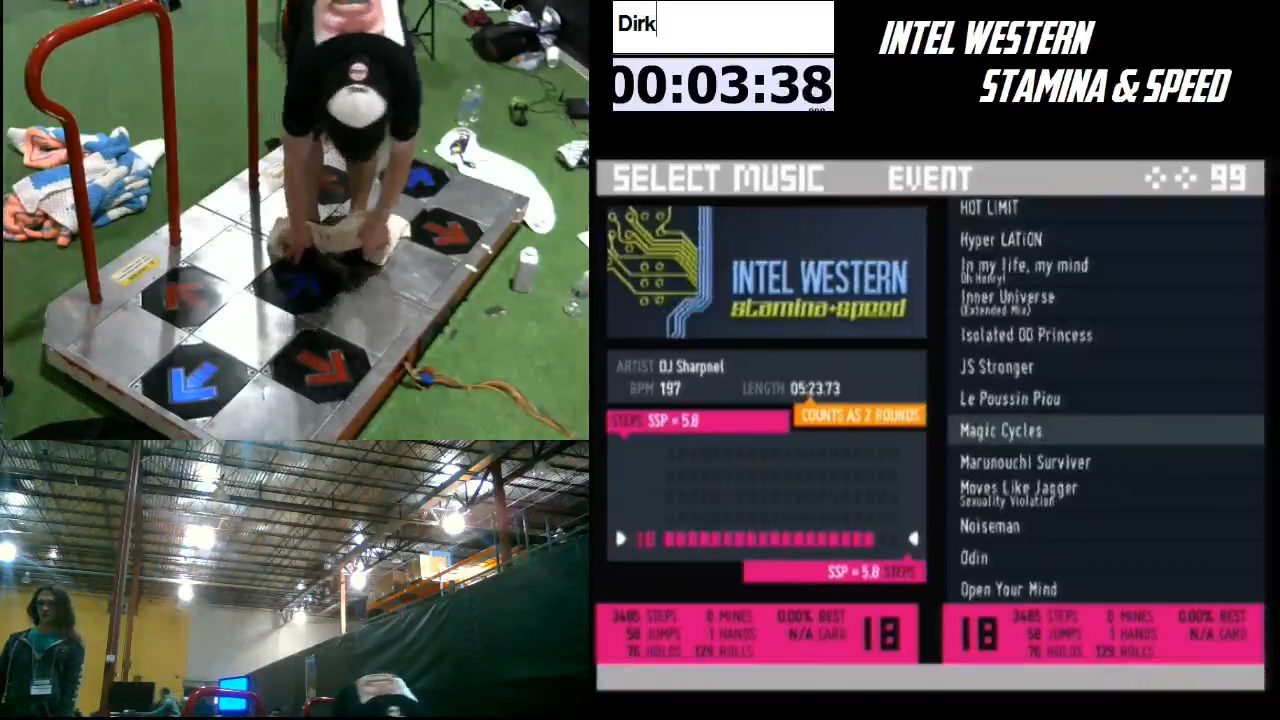 Dirk
00:03:38
INTEL WESTERN
STAMINA & SPEED
SELECT MUSIC EVENT 99
INTEL WESTERN
stamina+speed
ARTIST DJ Sharpnel
BPM 197 LENGTH 05:23.73
COUNTS AS 2 ROUNDS
STEPS SSP = 5.8
18
SSP = 5.8 STEPS
HOT LIMIT
Hyper LATiON
In my life, my mind
Oh Henry!
Inner Universe
(Extended Mix)
Isolated OO Princess
JS Stronger
Le Poussin Piou
Magic Cycles
Marunouchi Surviver
Moves Like Jagger
Sexuality Violation
Noiseman
Odin
Open Your Mind
3485 STEPS 0 MINES 0.00% BEST
58 JUMPS 1 HANDS N/A CARD
76 HOLDS 129 ROLLS
18
18
3485 STEPS 0 MINES 0.00% BEST
58 JUMPS 1 HANDS N/A CARD
76 HOLDS 129 ROLLS